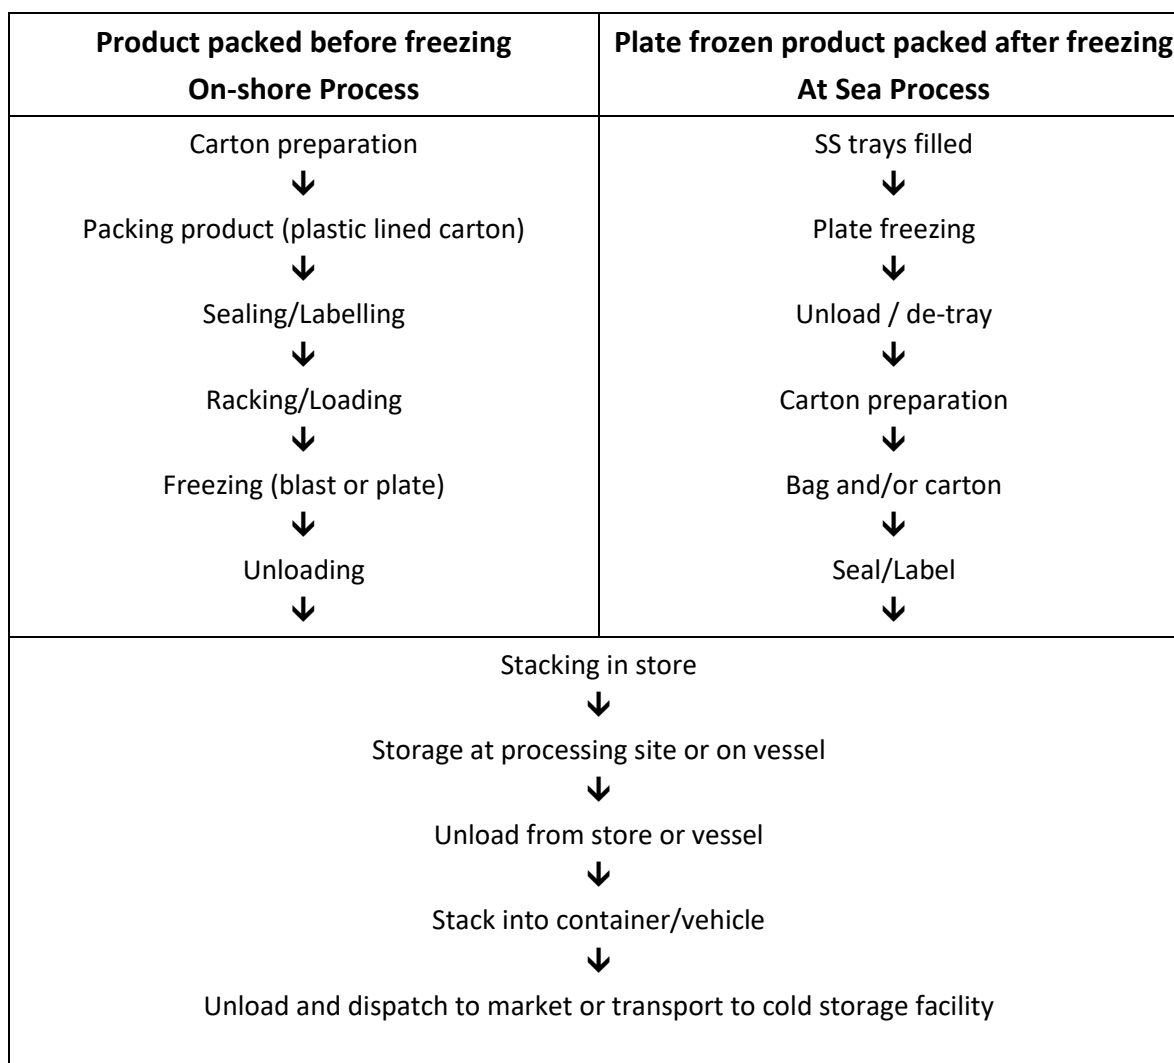 Product packed before freezing
On-shore Process
Carton preparation
Packing product (plastic lined carton)
Sealing/Labelling
Racking/Loading
Freezing (blast or plate)
Unloading
Plate frozen product packed after freezing
At Sea Process
SS trays filled
Plate freezing
Unload / de-tray
Carton preparation
Bag and/or carton
Seal/Label
Stacking in store
Storage at processing site or on vessel
Unload from store or vessel
Stack into container/vehicle
Unload and dispatch to market or transport to cold storage facility